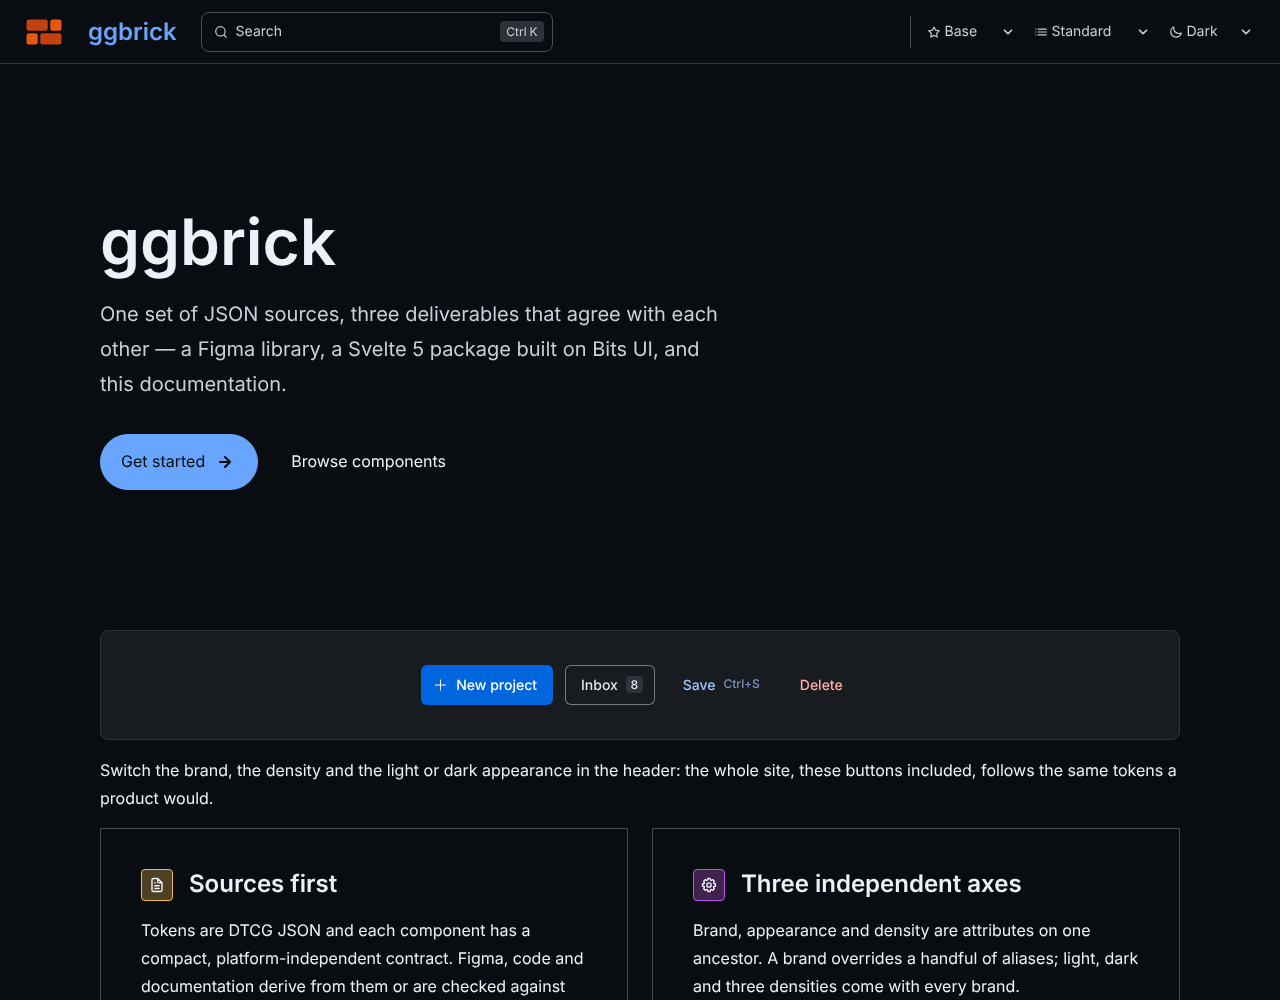 ggbrick
Search
Ctrl K
Base
Standard
Dark
ggbrick
One set of JSON sources, three deliverables that agree with each
other — a Figma library, a Svelte 5 package built on Bits UI, and
this documentation.
Get started
Browse components
New project
Inbox 8
Save Ctrl+S
Delete
Switch the brand, the density and the light or dark appearance in the header: the whole site, these buttons included, follows the same tokens a
product would.
Sources first
Tokens are DTCG JSON and each component has a
compact, platform-independent contract. Figma, code and
documentation derive from them or are checked against
Three independent axes
Brand, appearance and density are attributes on one
ancestor. A brand overrides a handful of aliases; light, dark
and three densities come with every brand.